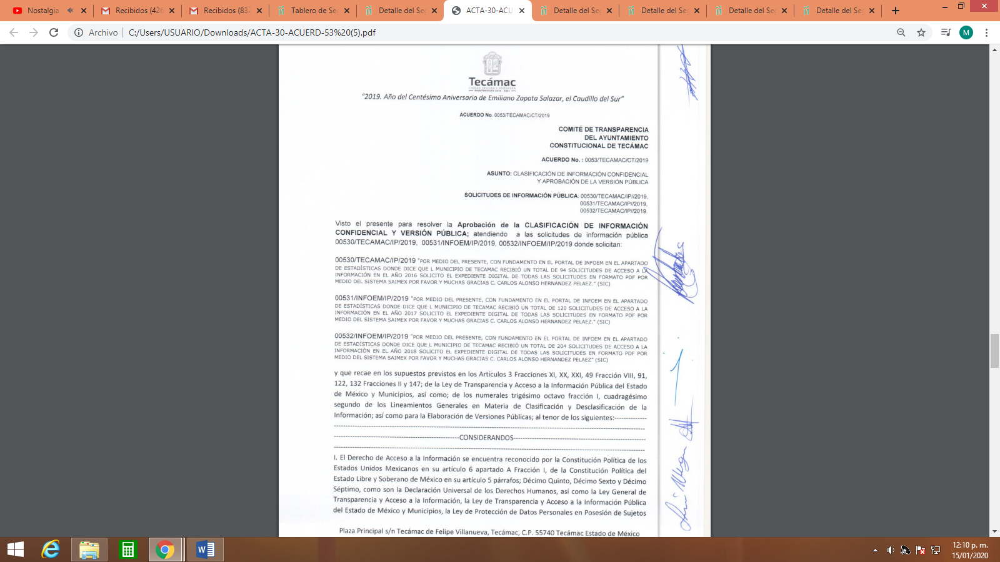 Nostalgia
Recibidos (426
Recibidos (832
Tablero de Se
Detalle del Se
ACTA-30-ACU
Detalle del Se
Detalle del Se
Detalle del Se
Detalle del Se
Archivo | C:/Users/USUARIO/Downloads/ACTA-30-ACUERD-53%20(5).pdf
M
Tecámac
"2019. Año del Centésimo Aniversario de Emiliano Zapata Salazar, el Caudillo del Sur"
ACUERDO No. 0053/TECAMAC/CT/2019
COMITÉ DE TRANSPARENCIA
DEL AYUNTAMIENTO
CONSTITUCIONAL DE TECÁMAC
ACUERDO No. : 0053/TECAMAC/CT/2019
ASUNTO: CLASIFICACIÓN DE INFORMACIÓN CONFIDENCIAL
Y APROBACIÓN DE LA VERSIÓN PÚBLICA
SOLICITUDES DE INFORMACIÓN PÚBLICA: 00530/TECAMAC/IP//2019,
00531/TECAMAC/IP//2019,
00532/TECAMAC/IP//2019.
Visto el presente para resolver la Aprobación de la CLASIFICACIÓN DE INFORMACIÓN
CONFIDENCIAL Y VERSIÓN PÚBLICA; atendiendo a las solicitudes de información pública
00530/TECAMAC/IP/2019, 00531/INFOEM/IP/2019, 00532/INFOEM/IP/2019 donde solicitan:
00530/TECAMAC/IP/2019 "POR MEDIO DEL PRESENTE, CON FUNDAMENTO EN EL PORTAL DE INFOEM EN EL APARTADO
DE ESTADÍSTICAS DONDE DICE QUE L MUNICIPIO DE TECAMAC RECIBIÓ UN TOTAL DE 94 SOLICITUDES DE ACCESO A LA
INFORMACIÓN EN EL AÑO 2016 SOLICITO EL EXPEDIENTE DIGITAL DE TODAS LAS SOLICITUDES EN FORMATO PDF POR
MEDIO DEL SISTEMA SAIMEX POR FAVOR Y MUCHAS GRACIAS C. CARLOS ALONSO HERNANDEZ PELAEZ." (SIC)
00531/INFOEM/IP/2019 "POR MEDIO DEL PRESENTE, CON FUNDAMENTO EN EL PORTAL DE INFOEM EN EL APARTADO
DE ESTADÍSTICAS DONDE DICE QUE L MUNICIPIO DE TECAMAC RECIBIÓ UN TOTAL DE 120 SOLICITUDES DE ACCESO A LA
INFORMACIÓN EN EL AÑO 2017 SOLICITO EL EXPEDIENTE DIGITAL DE TODAS LAS SOLICITUDES EN FORMATO PDF POR
MEDIO DEL SISTEMA SAIMEX POR FAVOR Y MUCHAS GRACIAS C. CARLOS ALONSO HERNANDEZ PELAEZ." (SIC)
00532/INFOEM/IP/2019 "POR MEDIO DEL PRESENTE, CON FUNDAMENTO EN EL PORTAL DE INFOEM EN EL APARTADO
DE ESTADÍSTICAS DONDE DICE QUE L MUNICIPIO DE TECAMAC RECIBIÓ UN TOTAL DE 204 SOLICITUDES DE ACCESO A LA
INFORMACIÓN EN EL AÑO 2018 SOLICITO EL EXPEDIENTE DIGITAL DE TODAS LAS SOLICITUDES EN FORMATO PDF POR
MEDIO DEL SISTEMA SAIMEX POR FAVOR Y MUCHAS GRACIAS C. CARLOS ALONSO HERNANDEZ PELAEZ" (SIC)
y que recae en los supuestos previstos en los Artículos 3 Fracciones XI, XX, XXI, 49 Fracción VIII, 91,
122, 132 Fracciones II y 147; de la Ley de Transparencia y Acceso a la Información Pública del Estado
de México y Municipios, así como; de los numerales trigésimo octavo fracción I, cuadragésimo
segundo de los Lineamientos Generales en Materia de Clasificación y Desclasificación de la
Información; así como para la Elaboración de Versiones Públicas; al tenor de los siguientes:--------------
--------CONSIDERANDOS--------
I. El Derecho de Acceso a la Información se encuentra reconocido por la Constitución Política de los
Estados Unidos Mexicanos en su artículo 6 apartado A Fracción I, de la Constitución Política del
Estado Libre y Soberano de México en su artículo 5 párrafos; Décimo Quinto, Décimo Sexto y Décimo
Séptimo, como son la Declaración Universal de los Derechos Humanos, así como la Ley General de
Transparencia y Acceso a la Información, la Ley de Transparencia y Acceso a la Información Pública
del Estado de México y Municipios, la Ley de Protección de Datos Personales en Posesión de Sujetos
Plaza Principal s/n Tecámac de Felipe Villanueva, Tecámac, C.P. 55740 Tecámac Estado de México
12:10 p. m.
15/01/2020